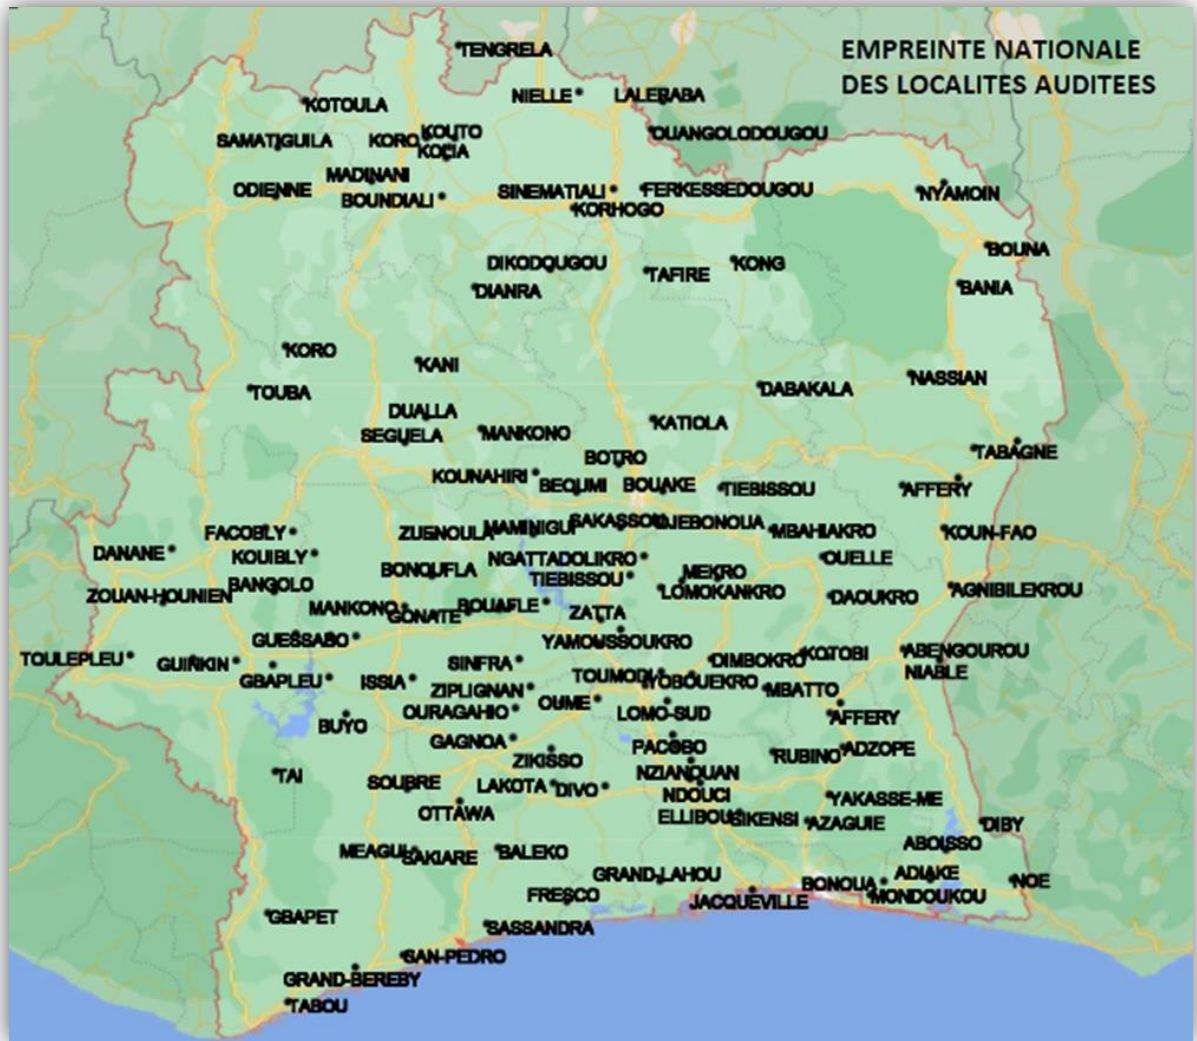 TENGRELA
EMPREINTE NATIONALE
DES LOCALITES AUDITEES
NIELLE
LALERABA
KOTOULA
KOUTO
OUANGOLODOUGOU
SAMATIGUILA
KORO
KOLIA
MADINANI
ODIENNE
BOUNDIALI
SINEMATIALI
FERKESSEDOUGOU
NYAMOIN
KORHOGO
BOUNA
DIKODOUGOU
KONG
TAFIRE
DIANRA
BANIA
KORO
KANI
NASSIAN
TOUBA
DABAKALA
DUALLA
KATIOLA
SEGUELA
MANKONO
TABAGNE
BOTRO
KOUNAHIRI
BEOUMI
BOUAKE
TIEBISSOU
AFFERY
SAKASSOU
DJEBONOUA
FACOBLY
ZUENOULA
MAMINIGUI
MBAHIAKRO
KOUN-FAO
DANANE
KOUIBLY
NGATTADOLIKRO
OUELLE
BONOUFLA
TIEBISSOU
MEKRO
BANGOLO
ZOUAN-HOUNIEN
LOMOKANKRO
DAOUKRO
AGNIBILEKROU
MANKONO
GONATE
BOUAFLE
ZATTA
GUESSABO
YAMOUSSOUKRO
TOULEPLEU
GUINKIN
SINFRA
DIMBOKRO
KOTOBI
ABENGOUROU
NIABLE
GBAPLEU
ISSIA
TOUMODI
ZIPLIGNAN
MBATTO
OUME
OURAGAHIO
LOMO-SUD
AFFERY
BUYO
GAGNOA
PACOBO
ADZOPE
RUBINO
ZIKISSO
NZIANOUAN
TAI
SOUBRE
LAKOTA
DIVO
NDOUCI
YAKASSE-ME
OTTAWA
ELLIBOU
SIKENSI
AZAGUIE
DIBY
ABOISSO
MEAGUI
SAKIARE
BALEKO
GRAND-LAHOU
ADIAKE
NOE
BONOUA
FRESCO
MONDOUKOU
JACQUEVILLE
GBAPET
SASSANDRA
SAN-PEDRO
GRAND-BEREBY
TABOU